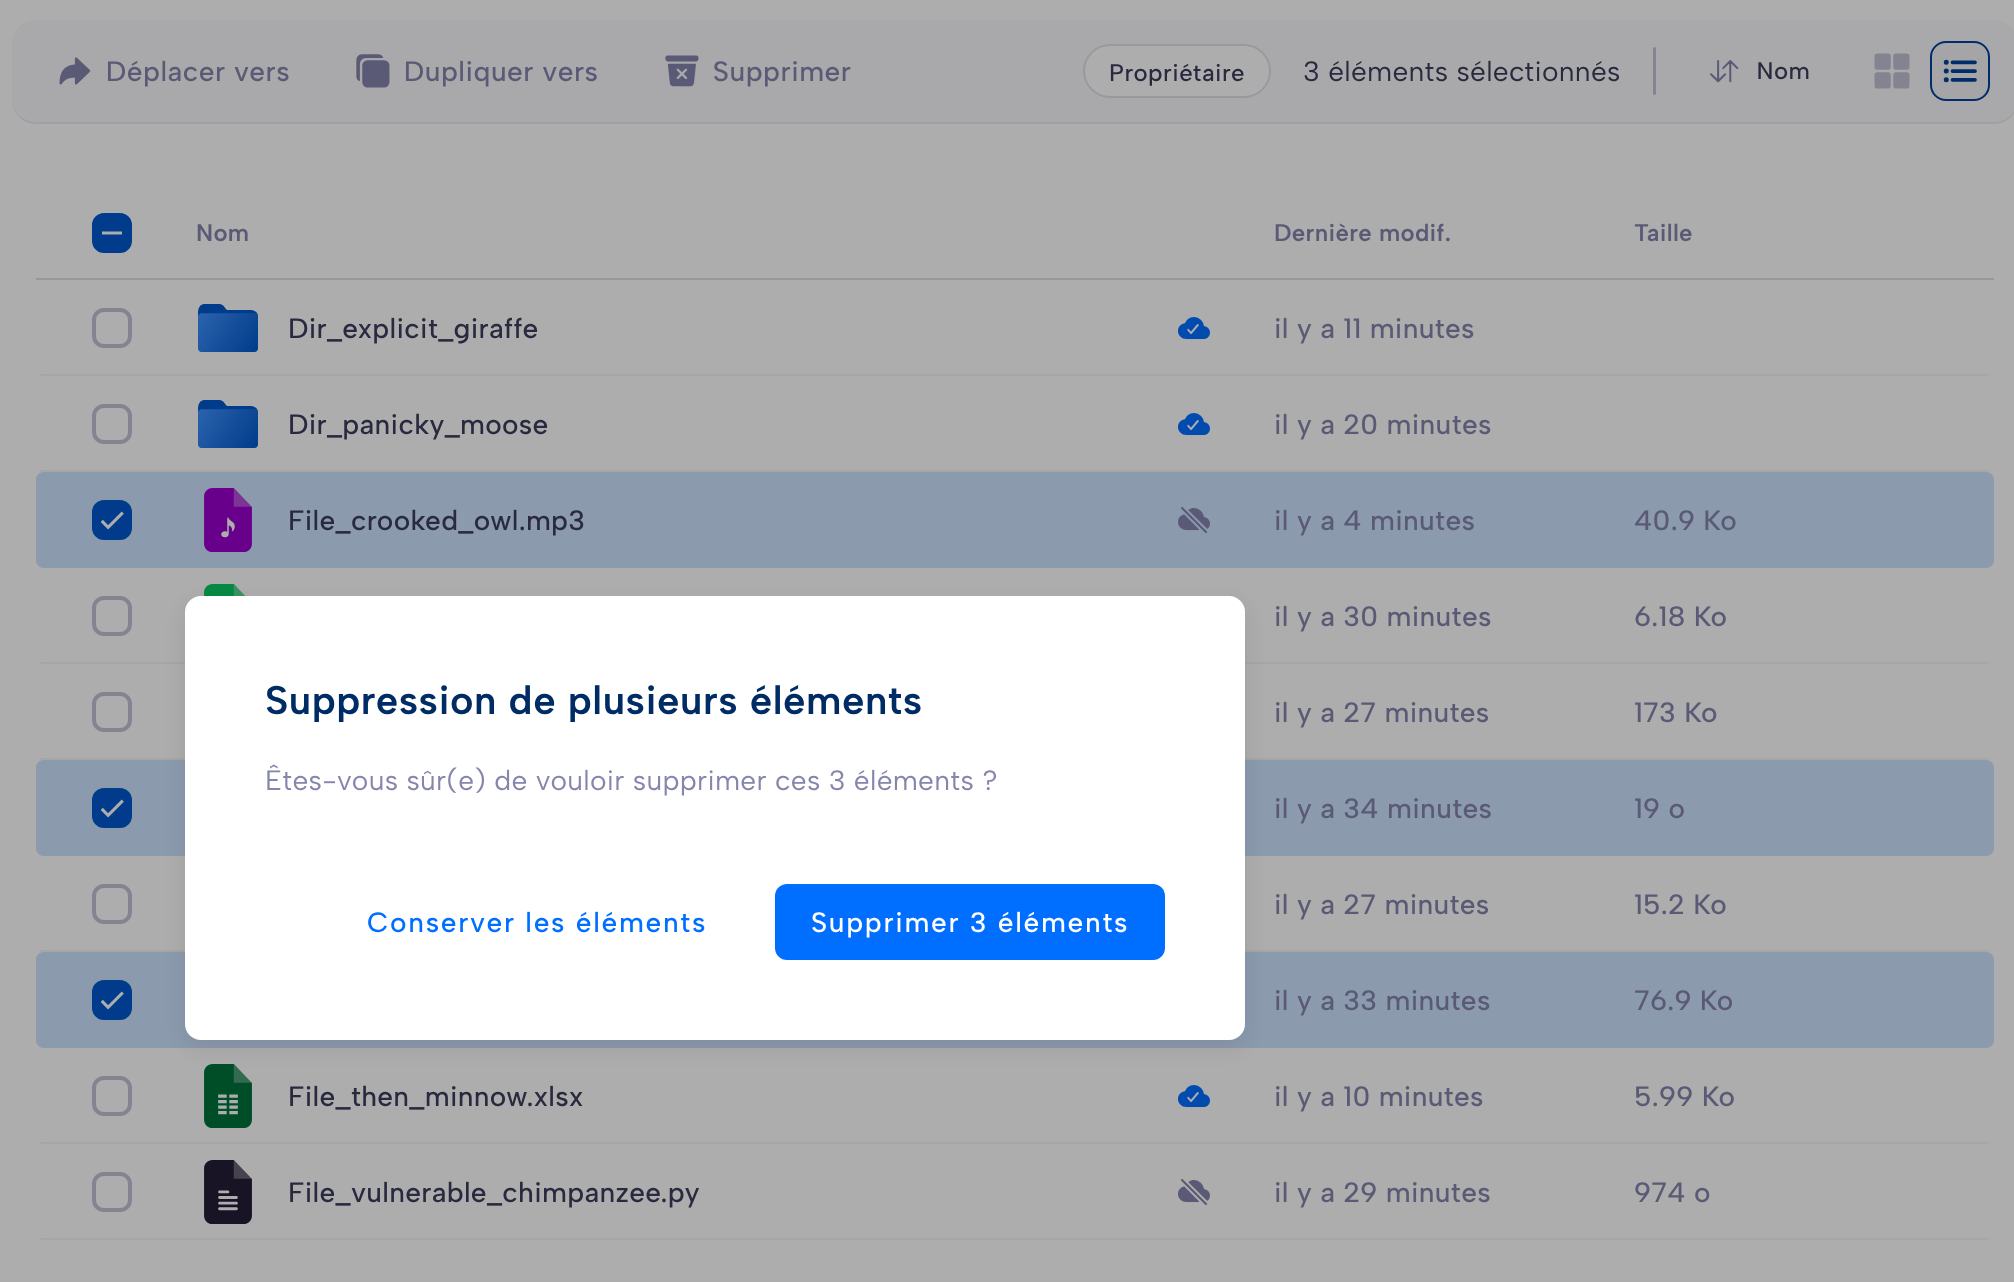 Déplacer vers Dupliquer vers Supprimer Propriétaire 3 éléments sélectionnés Nom
Nom Dernière modif. Taille
Dir_explicit_giraffe il y a 11 minutes
Dir_panicky_moose il y a 20 minutes
File_crooked_owl.mp3 il y a 4 minutes 40.9 Ko
il y a 30 minutes 6.18 Ko
il y a 27 minutes 173 Ko
il y a 34 minutes 19 o
il y a 27 minutes 15.2 Ko
il y a 33 minutes 76.9 Ko
Suppression de plusieurs éléments
Êtes-vous sûr(e) de vouloir supprimer ces 3 éléments ?
Conserver les éléments Supprimer 3 éléments
File_then_minnow.xlsx il y a 10 minutes 5.99 Ko
File_vulnerable_chimpanzee.py il y a 29 minutes 974 o